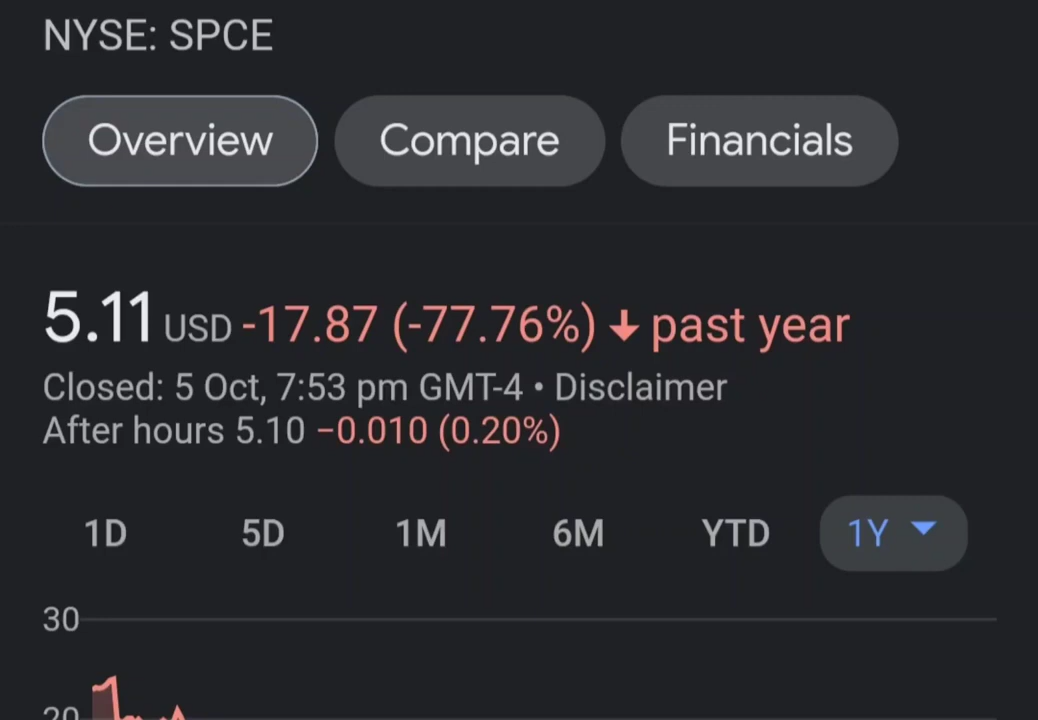 NYSE: SPCE
Overview Compare Financials
5.11 USD -17.87 (-77.76%) ↓ past year
Closed: 5 Oct, 7:53 pm GMT-4 • Disclaimer
After hours 5.10 −0.010 (0.20%)
1D 5D 1M 6M YTD 1Y
30
20